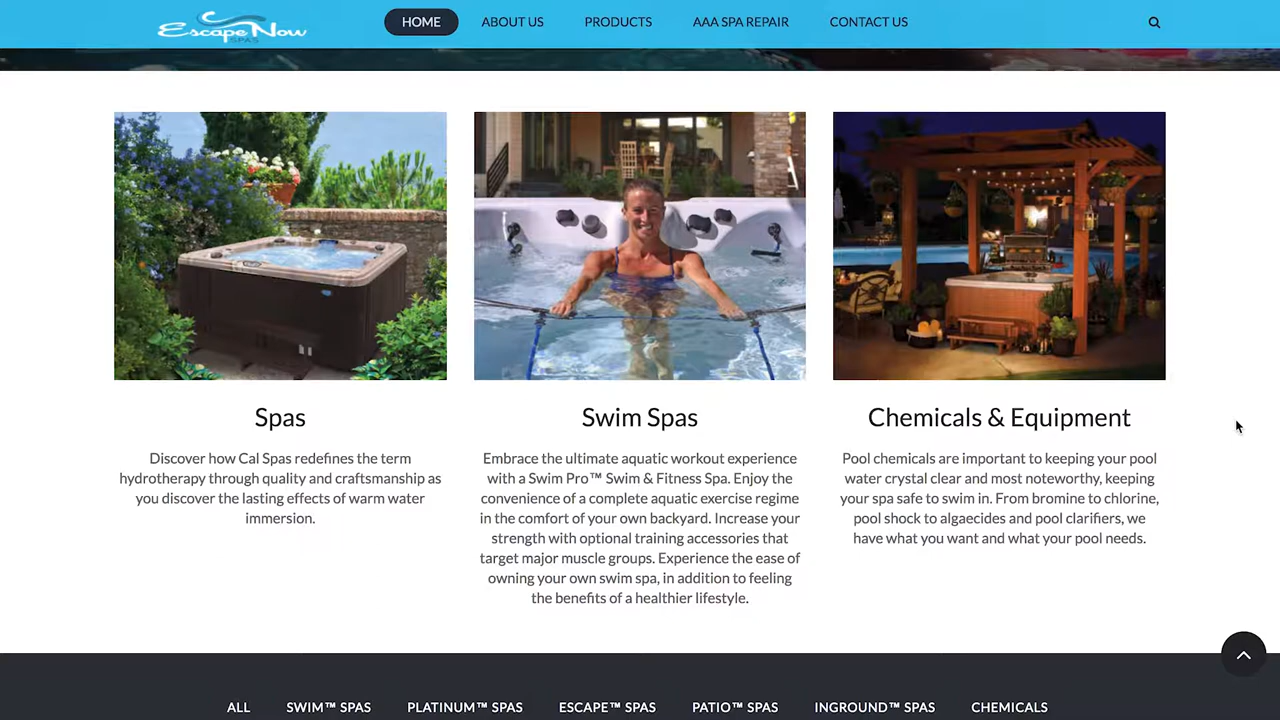 Escape Now
SPAS
HOME
ABOUT US
PRODUCTS
AAA SPA REPAIR
CONTACT US
Spas
Discover how Cal Spas redefines the term
hydrotherapy through quality and craftsmanship as
you discover the lasting effects of warm water
immersion.
Swim Spas
Embrace the ultimate aquatic workout experience
with a Swim Pro™ Swim & Fitness Spa. Enjoy the
convenience of a complete aquatic exercise regime
in the comfort of your own backyard. Increase your
strength with optional training accessories that
target major muscle groups. Experience the ease of
owning your own swim spa, in addition to feeling
the benefits of a healthier lifestyle.
Chemicals & Equipment
Pool chemicals are important to keeping your pool
water crystal clear and most noteworthy, keeping
your spa safe to swim in. From bromine to chlorine,
pool shock to algaecides and pool clarifiers, we
have what you want and what your pool needs.
ALL
SWIM™ SPAS
PLATINUM™ SPAS
ESCAPE™ SPAS
PATIO™ SPAS
INGROUND™ SPAS
CHEMICALS